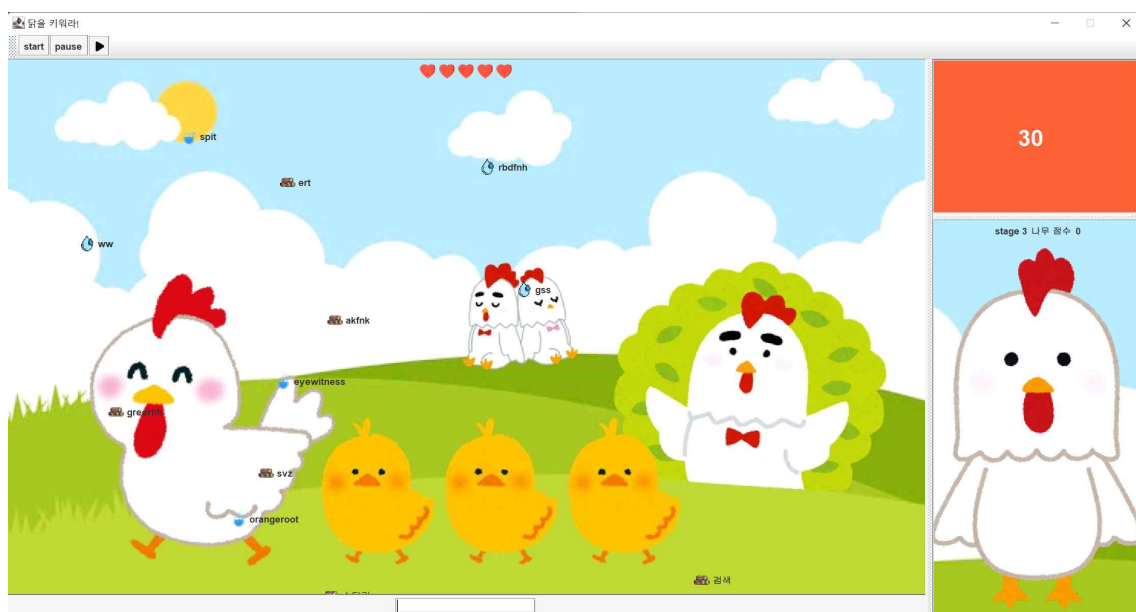 닭을 키워라!
start pause
30
stage 3 나무 점수 0
spit
rbdfnh
ert
ww
gss
akfnk
eyewitness
svz
orangeroot
검색